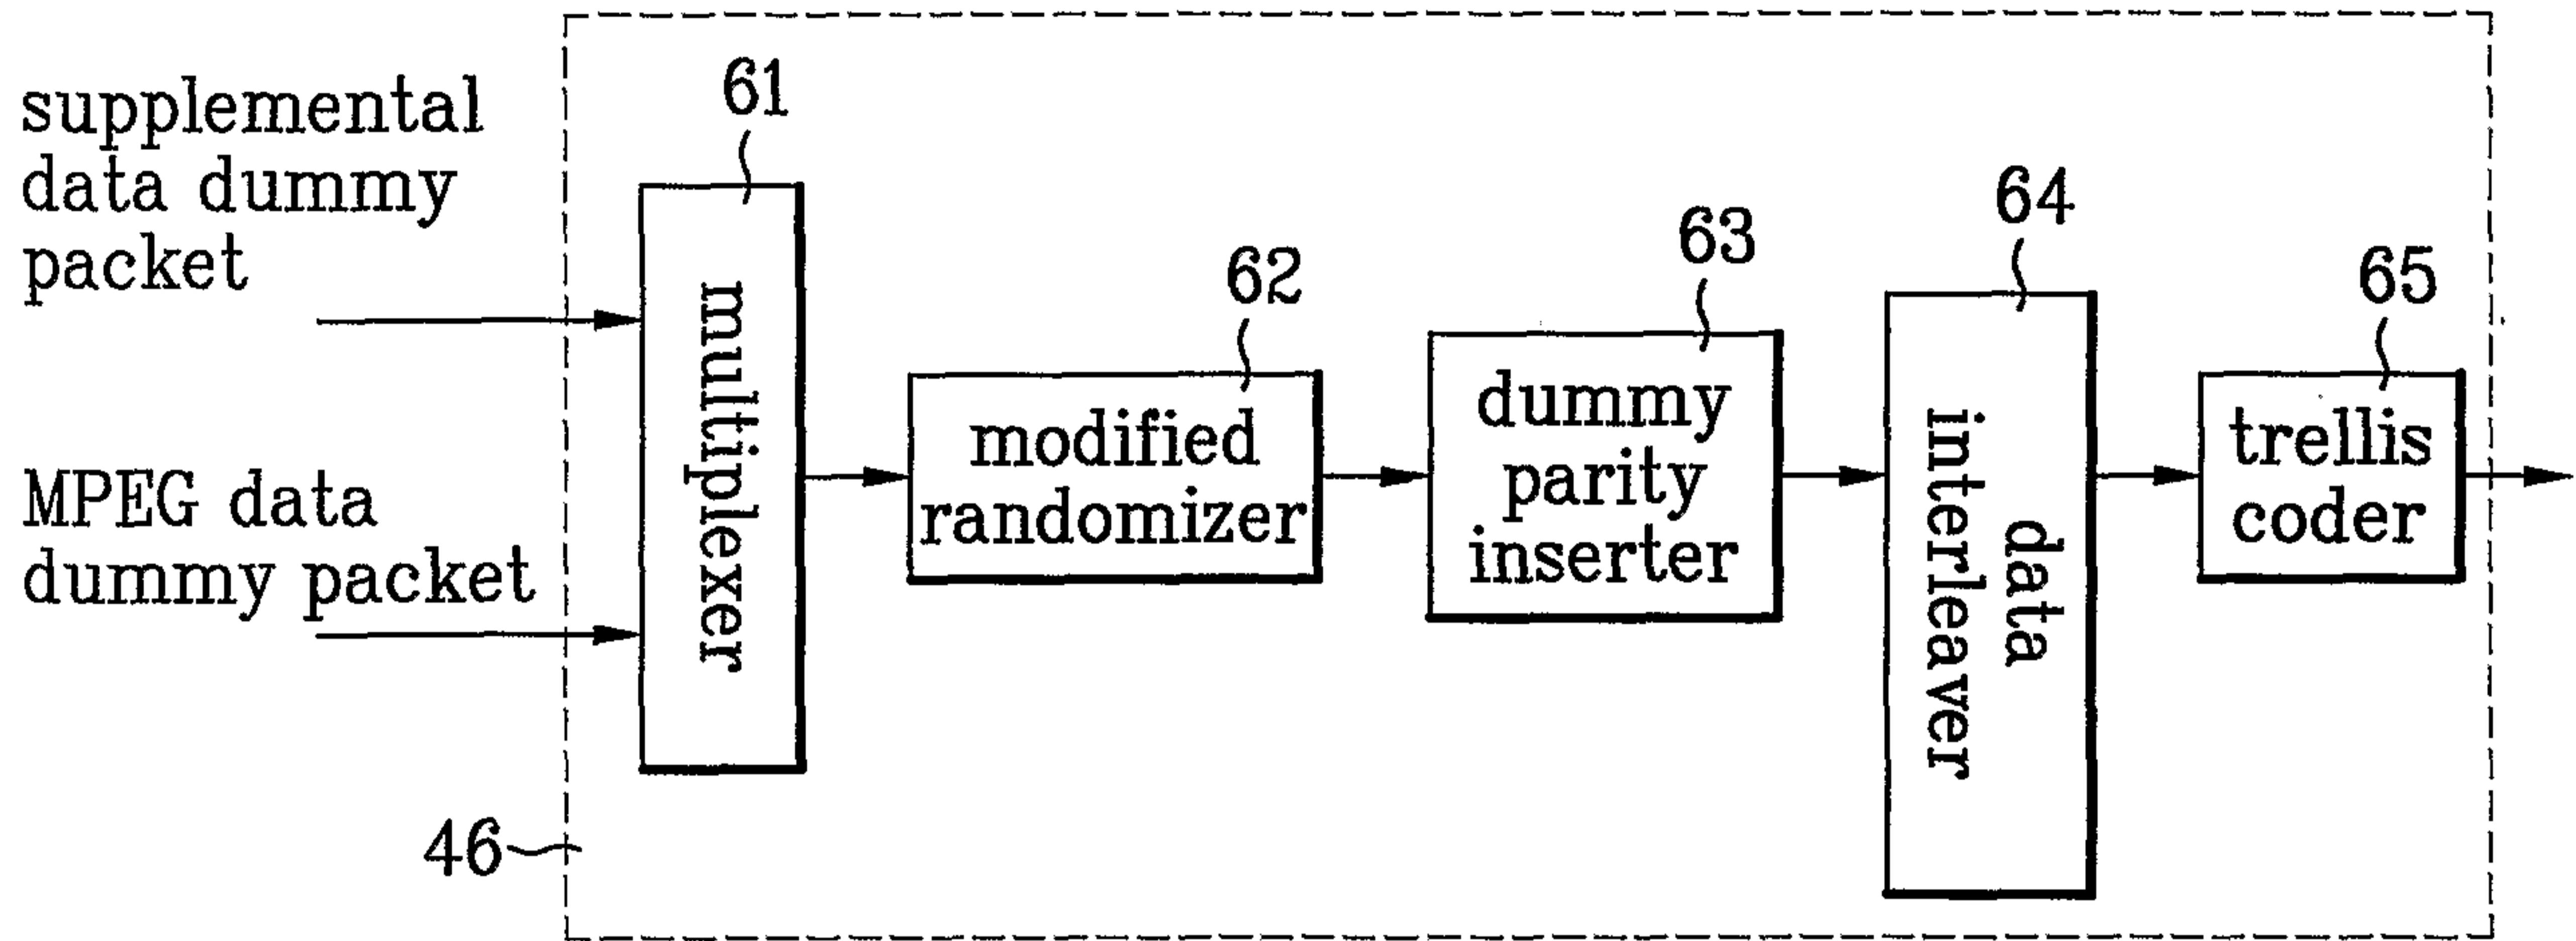 supplemental
data dummy
packet
MPEG data
dummy packet
46
61
multiplexer
62
modified
randomizer
63
dummy
parity
inserter
64
data
interleaver
65
trellis
coder